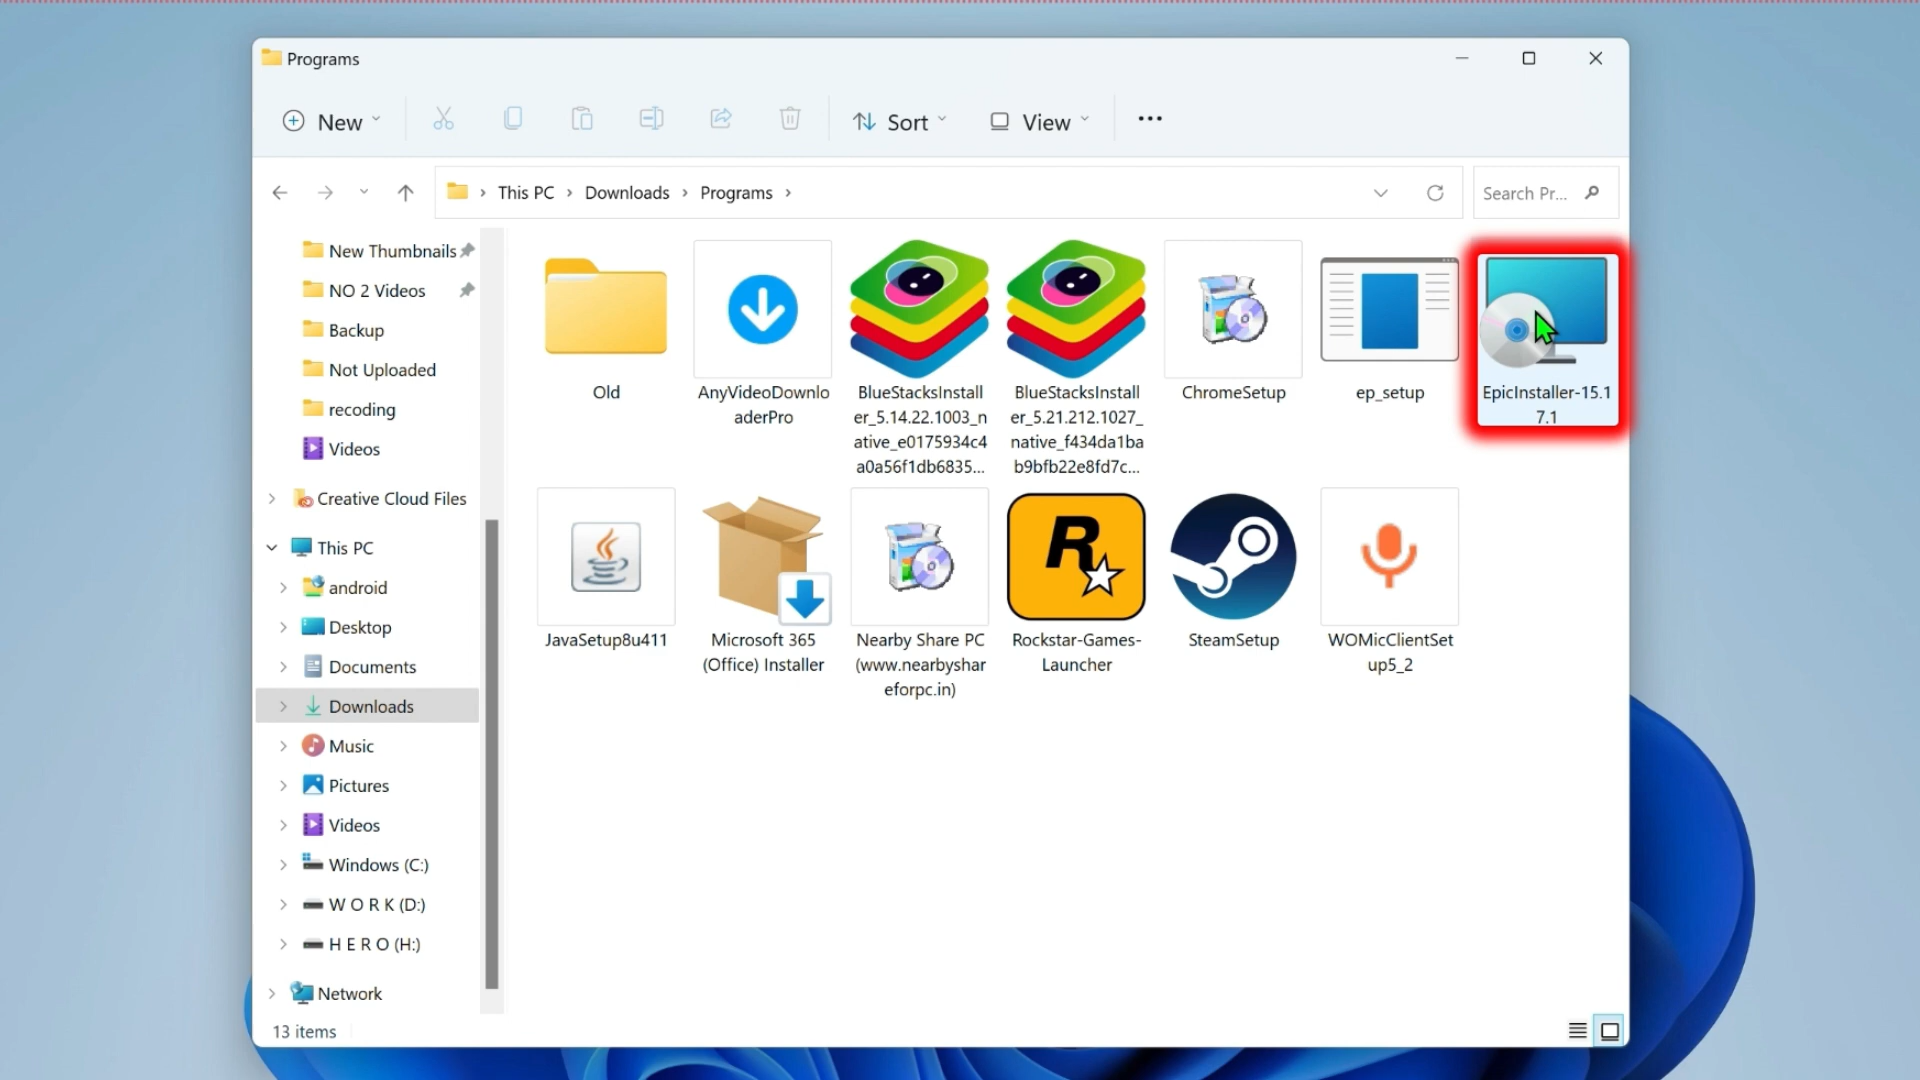 Programs
New
Sort
View
This PC
Downloads
Programs
Search Pr...
New Thumbnails
NO 2 Videos
Backup
Not Uploaded
recoding
Videos
Creative Cloud Files
This PC
android
Desktop
Documents
Downloads
Music
Pictures
Videos
Windows (C:)
W O R K (D:)
H E R O (H:)
Network
Old
AnyVideoDownlo
aderPro
BlueStacksInstall
er_5.14.22.1003_n
ative_e0175934c4
a0a56f1db6835...
BlueStacksInstall
er_5.21.212.1027_
native_f434da1ba
b9bfb22e8fd7c...
ChromeSetup
ep_setup
EpicInstaller-15.1
7.1
JavaSetup8u411
Microsoft 365
(Office) Installer
Nearby Share PC
(www.nearbyshar
eforpc.in)
R
Rockstar-Games-
Launcher
SteamSetup
WOMicClientSet
up5_2
13 items